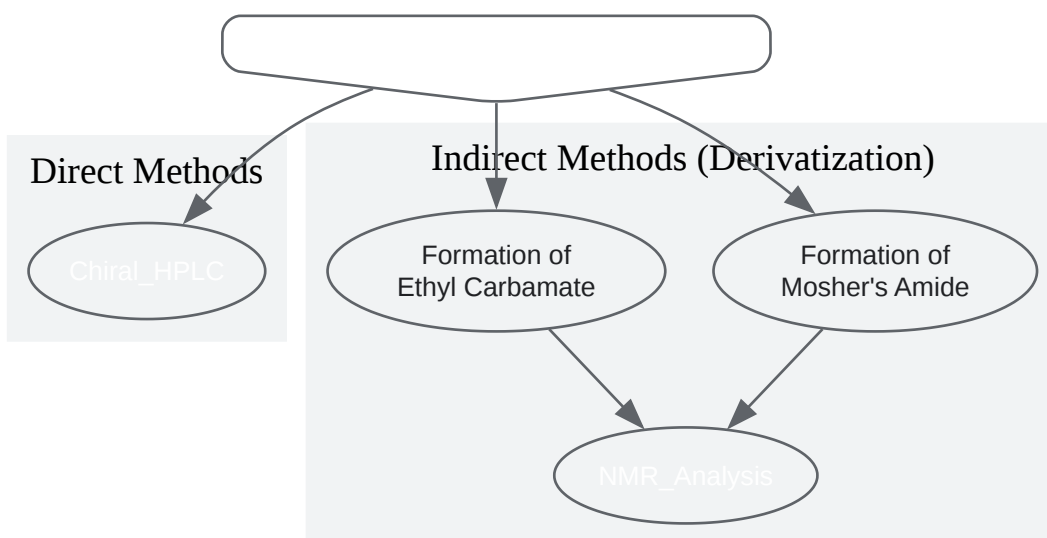 Direct Methods
Indirect Methods (Derivatization)
Chiral_HPLC
Formation of
Ethyl Carbamate
Formation of
Mosher's Amide
NMR_Analysis